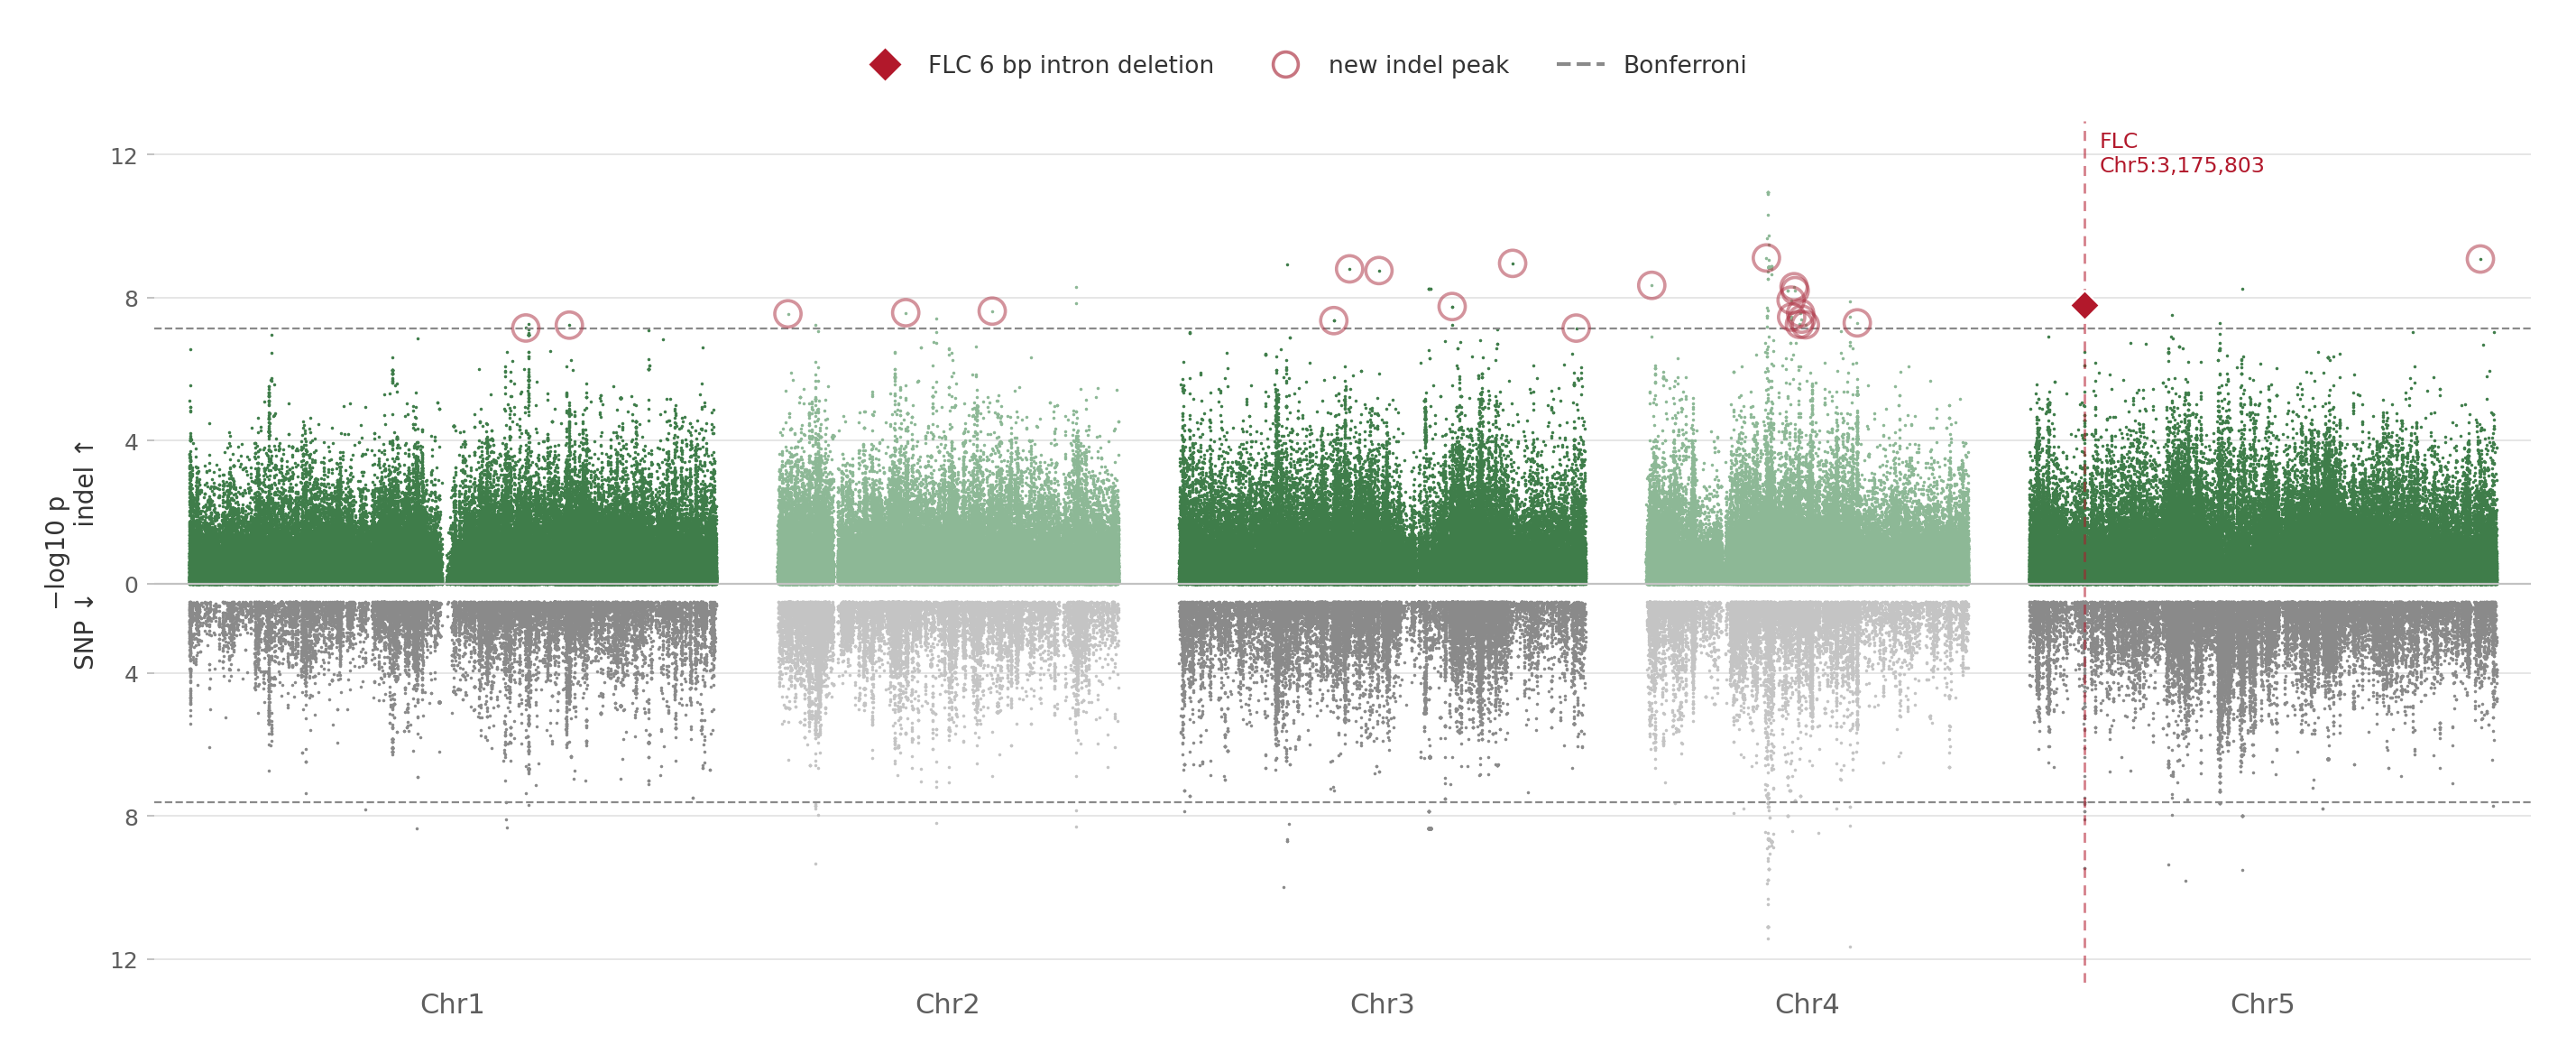 FLC 6 bp intron deletion
new indel peak
Bonferroni
FLC
Chr5:3,175,803
12
8
4
0
4
8
12
−log10 p
SNP ↓ indel ↑
Chr1
Chr2
Chr3
Chr4
Chr5